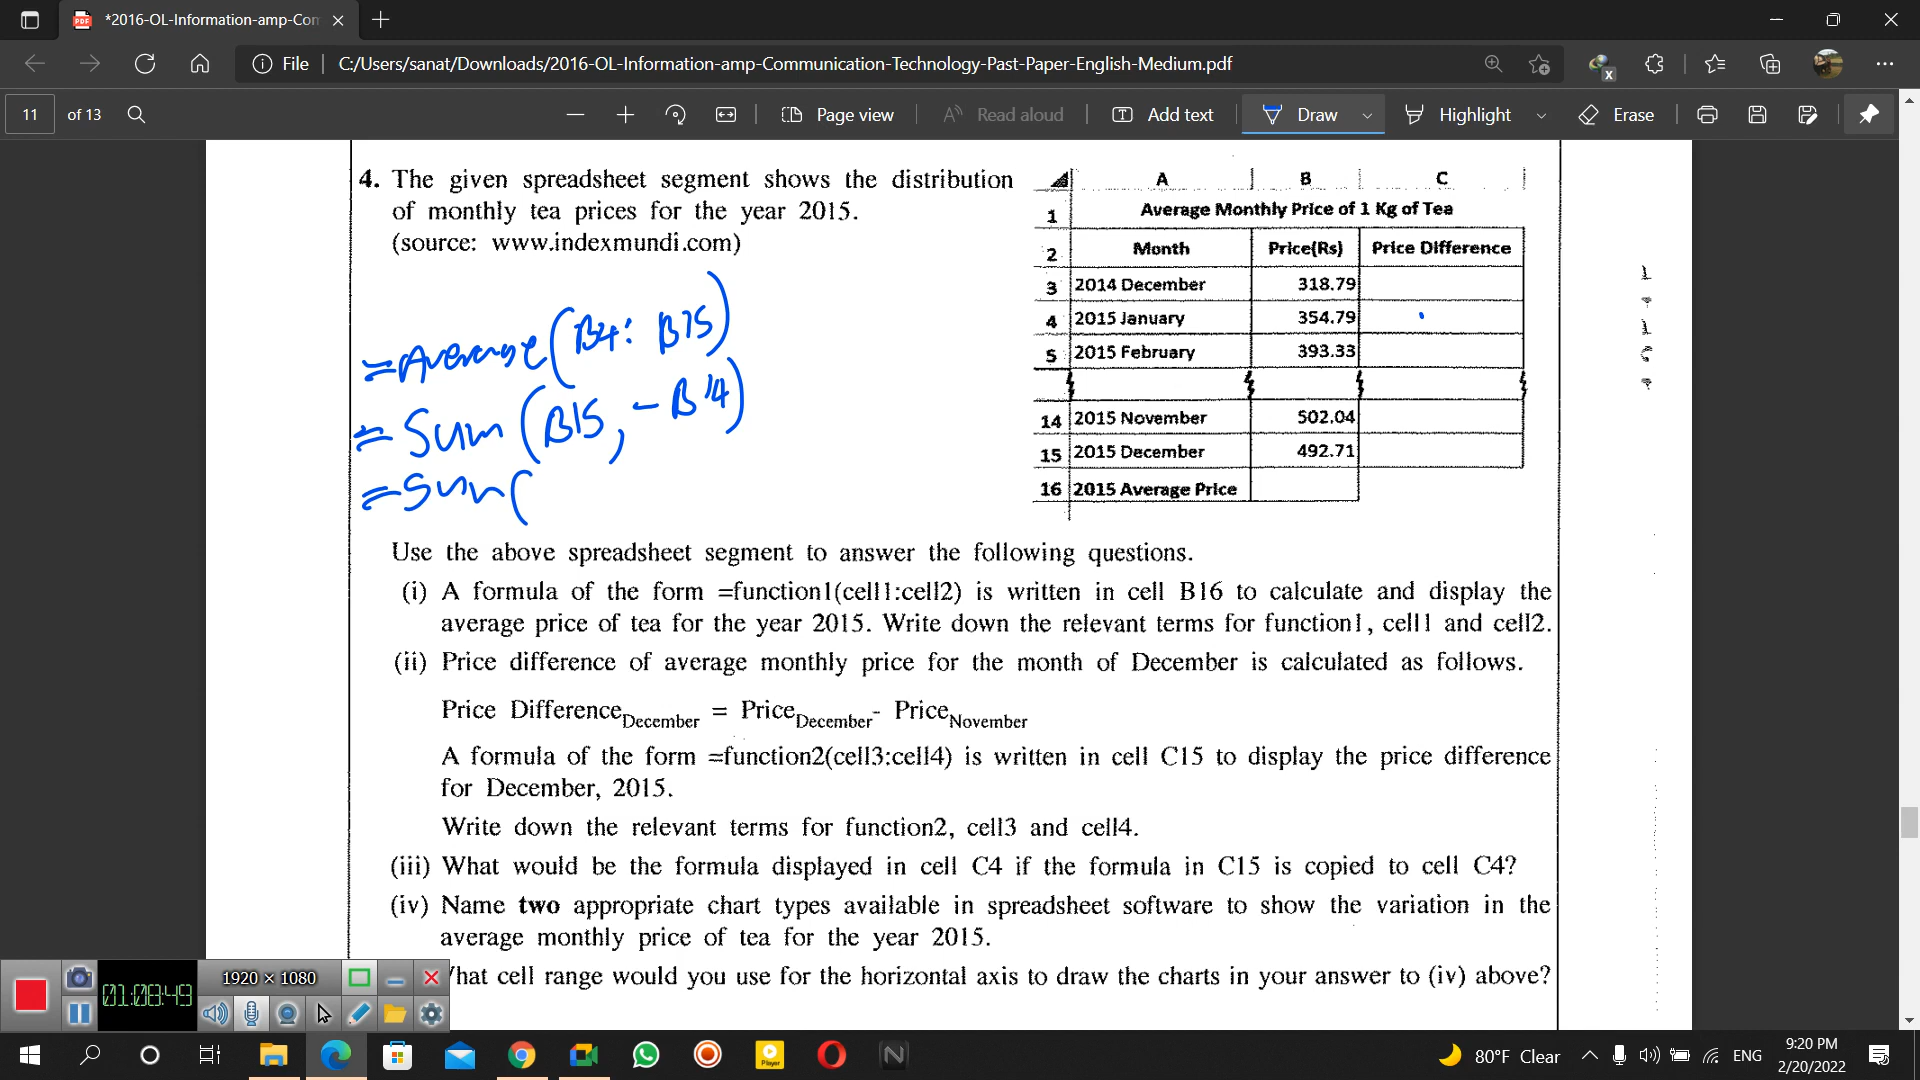 *2016-OL-Information-amp-Com
File
C:/Users/sanat/Downloads/2016-OL-Information-amp-Communication-Technology-Past-Paper-English-Medium.pdf
11 of 13
Page view
Read aloud
Add text
Draw
Highlight
Erase
4. The given spreadsheet segment shows the distribution
of monthly tea prices for the year 2015.
(source: www.indexmundi.com)
=Average(B4: B15)
= Sum (B15, -B14)
=Sum(
A B C
1 Average Monthly Price of 1 Kg of Tea
2 Month Price(Rs) Price Difference
3 2014 December 318.79
4 2015 January 354.79
5 2015 February 393.33
14 2015 November 502.04
15 2015 December 492.71
16 2015 Average Price
Use the above spreadsheet segment to answer the following questions.
(i) A formula of the form =function1(cell1:cell2) is written in cell B16 to calculate and display the
average price of tea for the year 2015. Write down the relevant terms for function1, cell1 and cell2.
(ii) Price difference of average monthly price for the month of December is calculated as follows.
Price Difference December = Price December - Price November
A formula of the form =function2(cell3:cell4) is written in cell C15 to display the price difference
for December, 2015.
Write down the relevant terms for function2, cell3 and cell4.
(iii) What would be the formula displayed in cell C4 if the formula in C15 is copied to cell C4?
(iv) Name two appropriate chart types available in spreadsheet software to show the variation in the
average monthly price of tea for the year 2015.
hat cell range would you use for the horizontal axis to draw the charts in your answer to (iv) above?
1920 × 1080
01:08:49
Player
80°F Clear
ENG
9:20 PM
2/20/2022